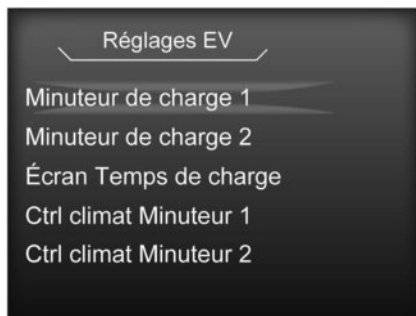 Réglages EV
Minuteur de charge 1
Minuteur de charge 2
Écran Temps de charge
Ctrl climat Minuteur 1
Ctrl climat Minuteur 2